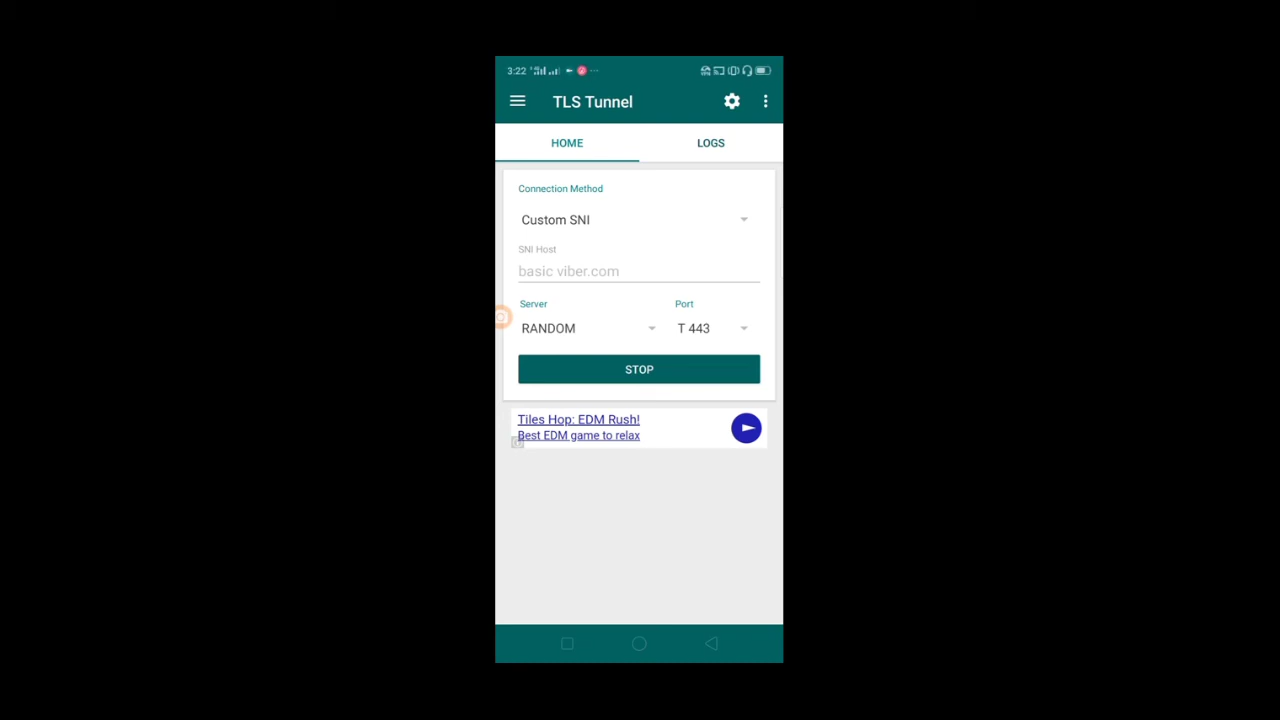 3:22
TLS Tunnel
HOME LOGS
Connection Method
Custom SNI
SNI Host
basic viber.com
Server Port
RANDOM T 443
STOP
Tiles Hop: EDM Rush!
Best EDM game to relax